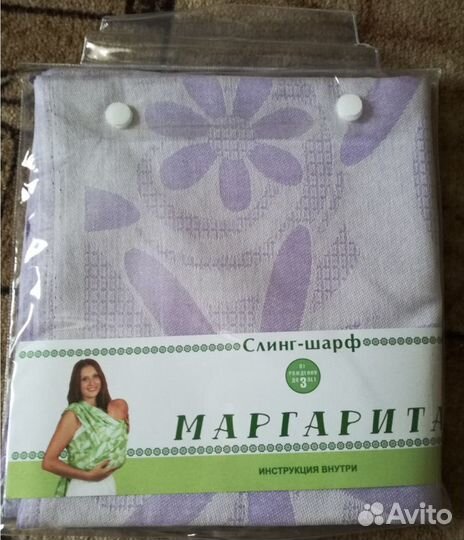 Слинг-шарф
ОТ
РОЖДЕНИЯ
ДО 3 ЛЕТ
МАРГАРИТА
ИНСТРУКЦИЯ ВНУТРИ
Avito